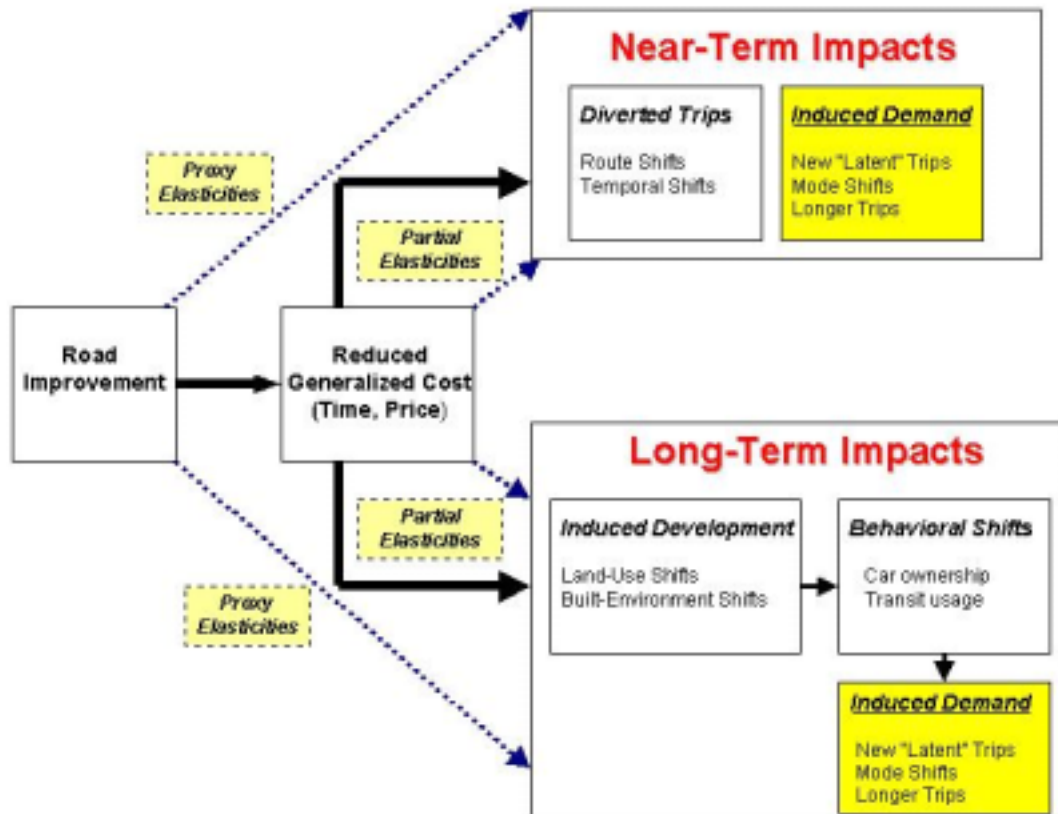 Near-Term Impacts
Diverted Trips
Route Shifts
Temporal Shifts
Induced Demand
New "Latent" Trips
Mode Shifts
Longer Trips
Proxy
Elasticities
Partial
Elasticities
Road
Improvement
Reduced
Generalized Cost
(Time, Price)
Long-Term Impacts
Partial
Elasticities
Induced Development
Land-Use Shifts
Built-Environment Shifts
Behavioral Shifts
Car ownership
Transit usage
Proxy
Elasticities
Induced Demand
New "Latent" Trips
Mode Shifts
Longer Trips